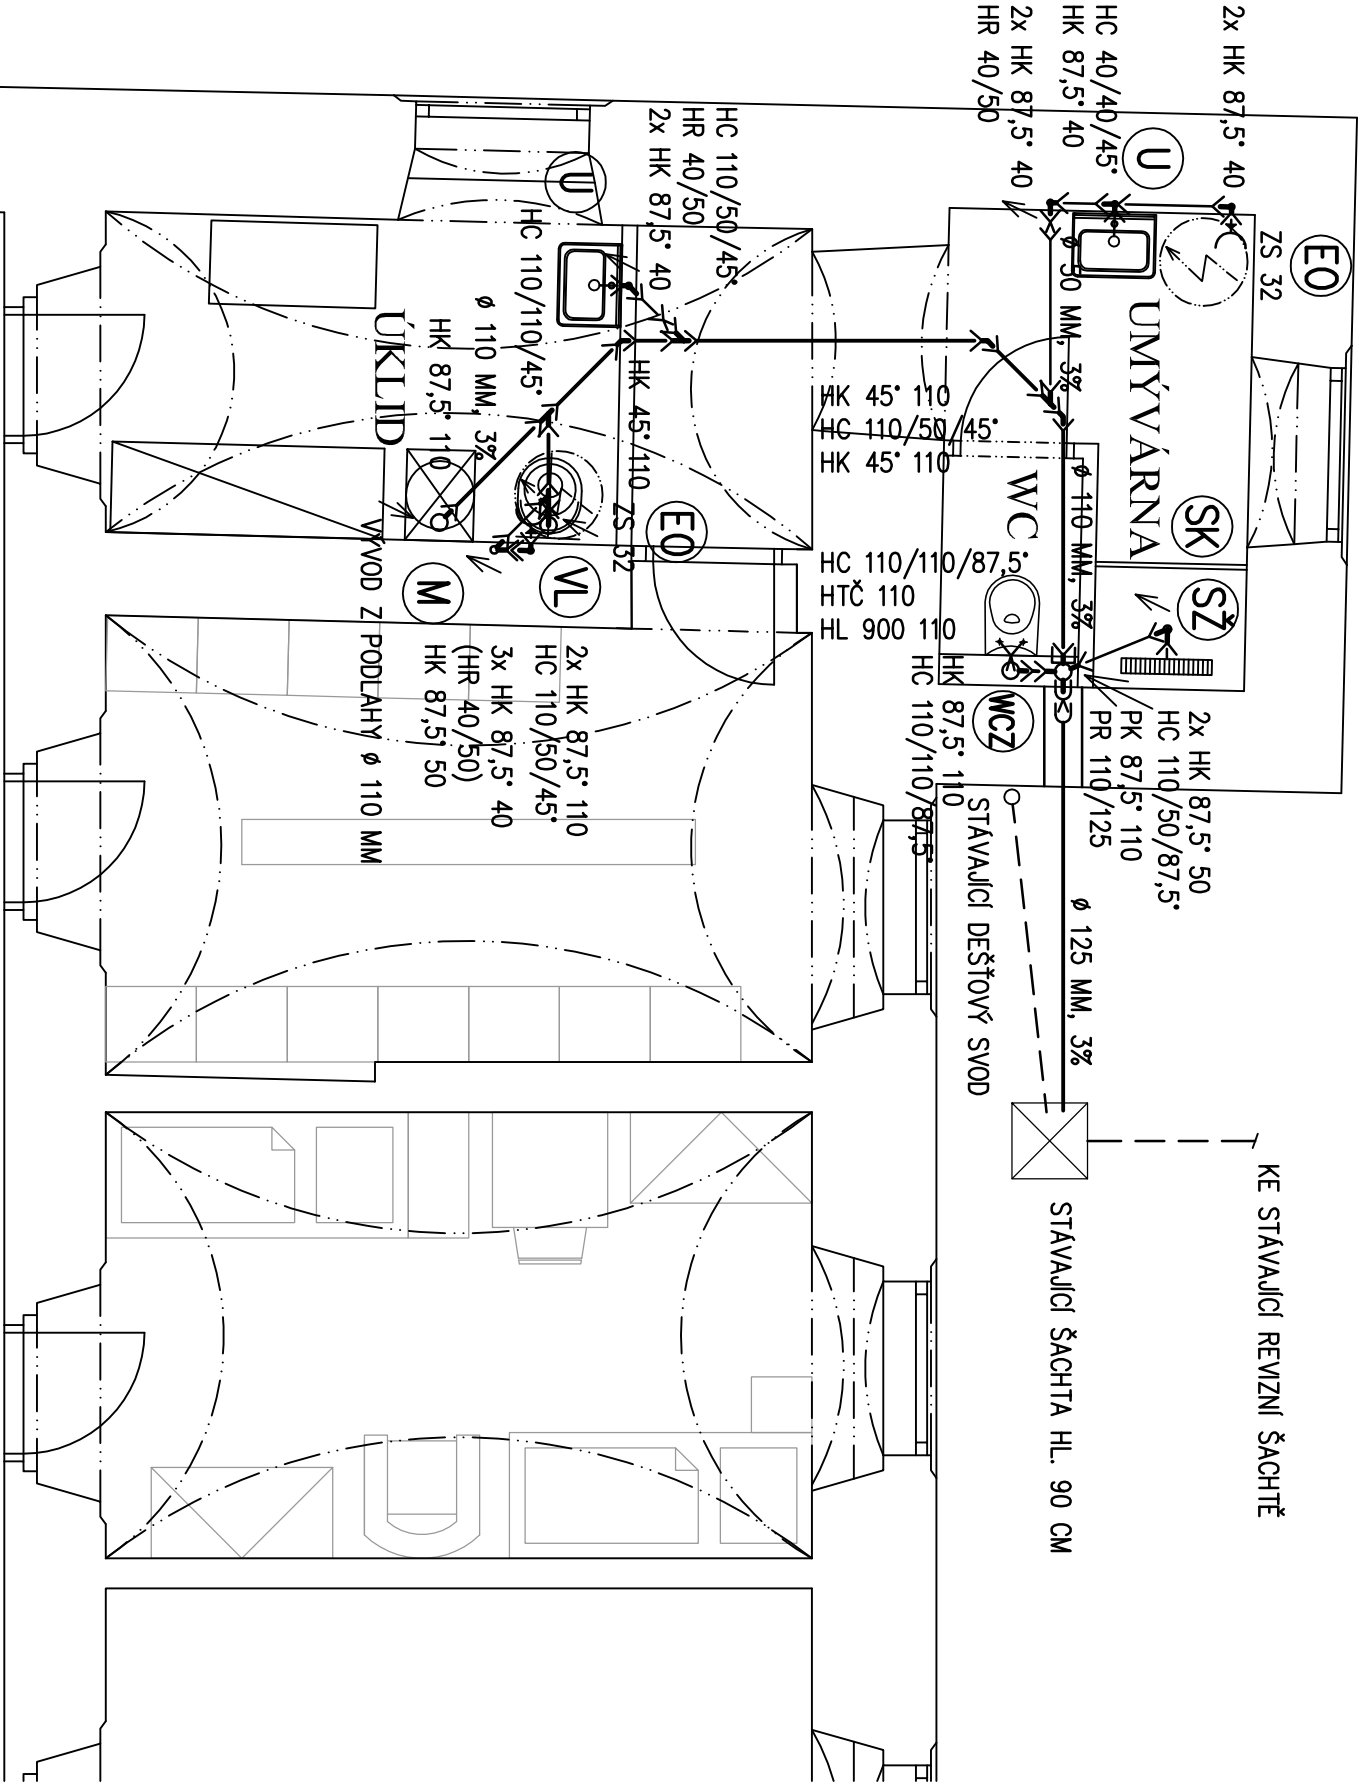 2x HK 87,5° 40
HC 40/40/45°
HK 87,5° 40
2x HK 87,5° 40
HR 40/50
U
EO
ZS 32
ø 50 MM, 3%
UMÝVÁRNA
SK
SŽ
HC 110/50/45°
HR 40/50
2x HK 87,5° 40
U
HC 110/110/45°
ø 110 MM, 3%
HK 87,5° 110
ÚKLID
HK 45° 110
ZS 32
EO
VL
M
VÝVOD Z PODLAHY ø 110 MM
HK 45° 110
HC 110/50/45°
HK 45° 110
WC
ø 110 MM, 3%
HC 110/110/87,5°
HTČ 110
HL 900 110
HK 87,5° 110
HC 110/110/87,5°
WCZ
2x HK 87,5° 50
HC 110/50/87,5°
PK 87,5° 110
PR 110/125
2x HK 87,5° 110
HC 110/50/45°
3x HK 87,5° 40
(HR 40/50)
HK 87,5° 50
STÁVAJÍCÍ DEŠŤOVÝ SVOD
ø 125 MM, 3%
KE STÁVAJÍCÍ REVIZNÍ ŠACHTĚ
STÁVAJÍCÍ ŠACHTA HL. 90 CM